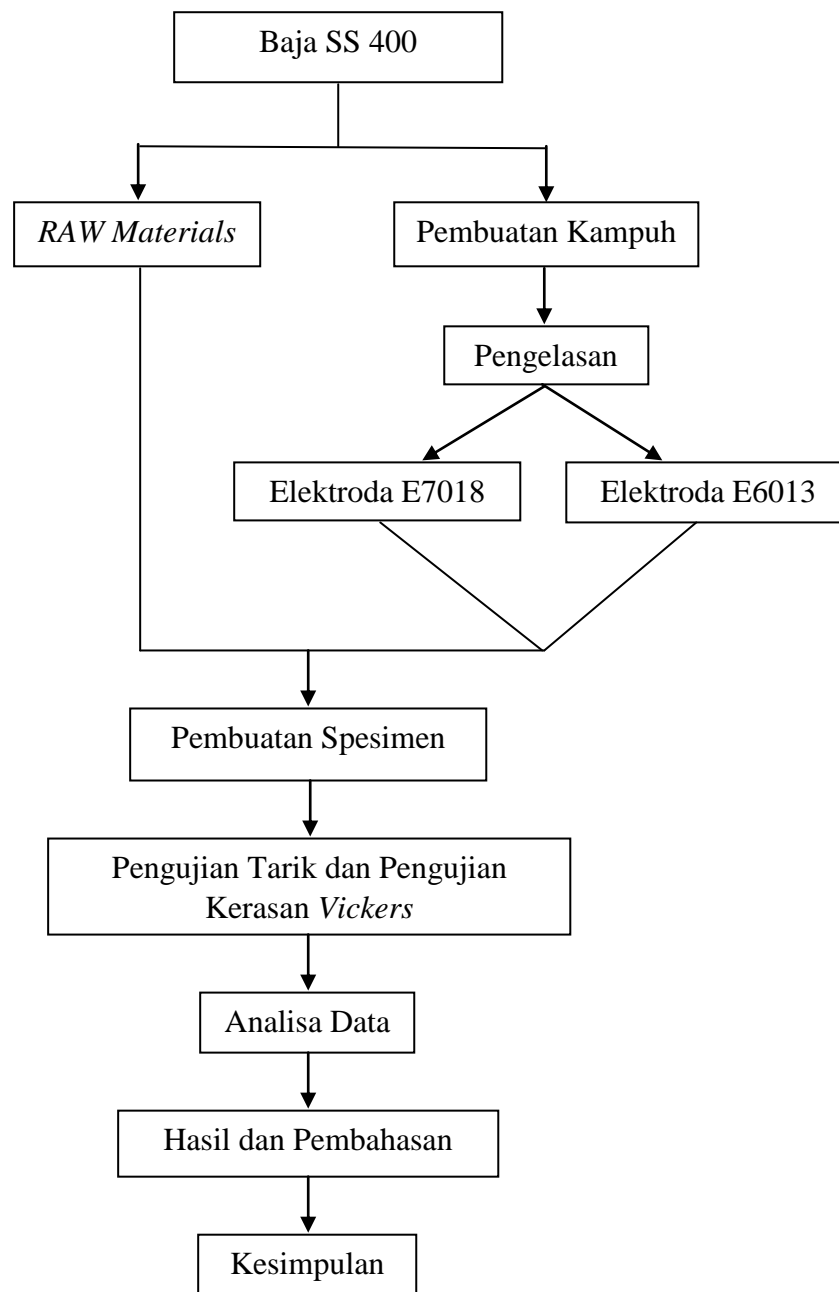 Baja SS 400
RAW Materials
Pembuatan Kampuh
Pengelasan
Elektroda E7018
Elektroda E6013
Pembuatan Spesimen
Pengujian Tarik dan Pengujian
Kerasan Vickers
Analisa Data
Hasil dan Pembahasan
Kesimpulan